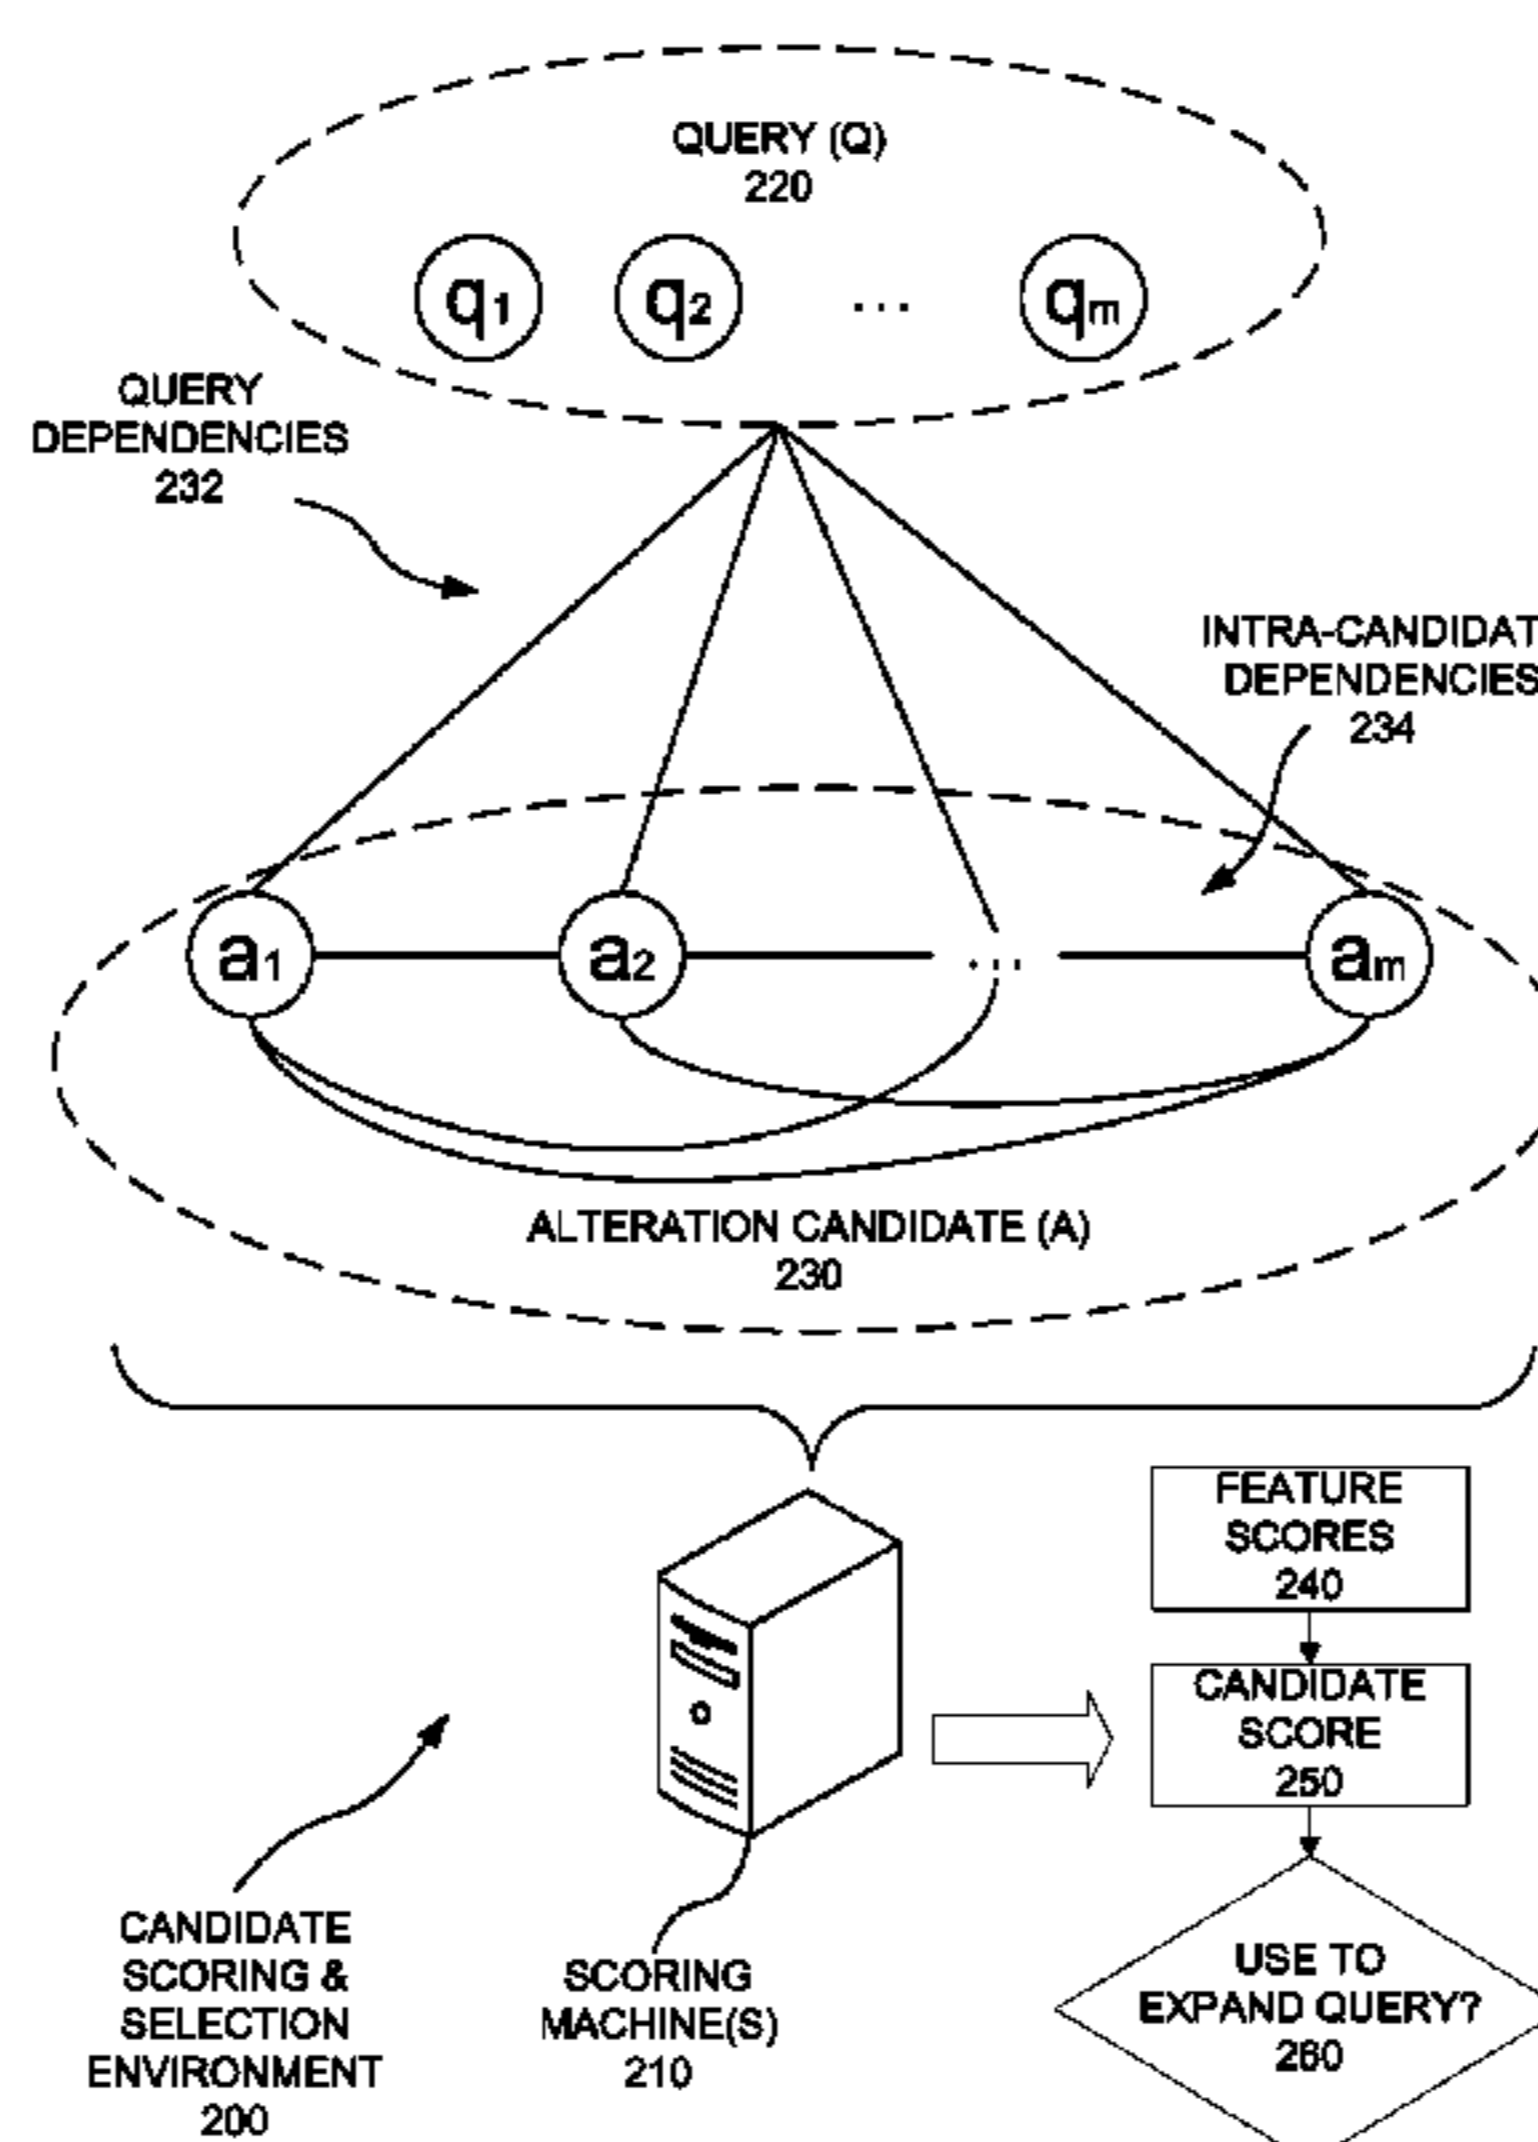 QUERY (Q)
220
q1 q2 ... qm
QUERY
DEPENDENCIES
232
INTRA-CANDIDAT
DEPENDENCIES
234
a1 a2 ... am
ALTERATION CANDIDATE (A)
230
FEATURE
SCORES
240
CANDIDATE
SCORE
250
USE TO
EXPAND QUERY?
260
CANDIDATE
SCORING &
SELECTION
ENVIRONMENT
200
SCORING
MACHINE(S)
210